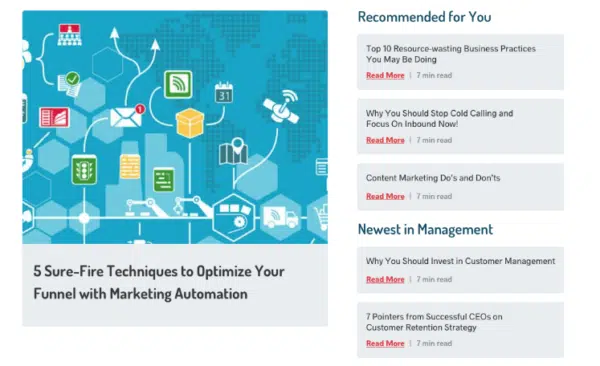 1
31
5 Sure-Fire Techniques to Optimize Your
Funnel with Marketing Automation
Recommended for You
Top 10 Resource-wasting Business Practices
You May Be Doing
Read More | 7 min read
Why You Should Stop Cold Calling and
Focus On Inbound Now!
Read More | 7 min read
Content Marketing Do's and Don'ts
Read More | 7 min read
Newest in Management
Why You Should Invest in Customer Management
Read More | 7 min read
7 Pointers from Successful CEOs on
Customer Retention Strategy
Read More | 7 min read